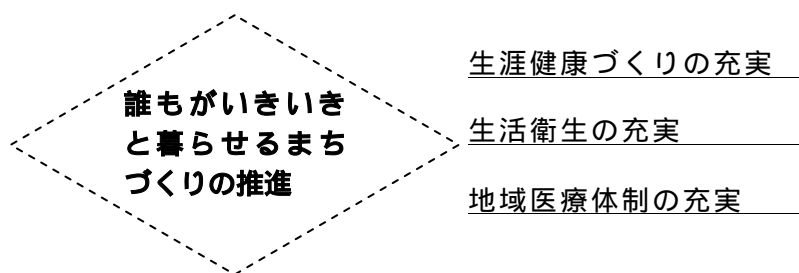 誰もがいきいき
と暮らせるまち
づくりの推進
生涯健康づくりの充実
生活衛生の充実
地域医療体制の充実